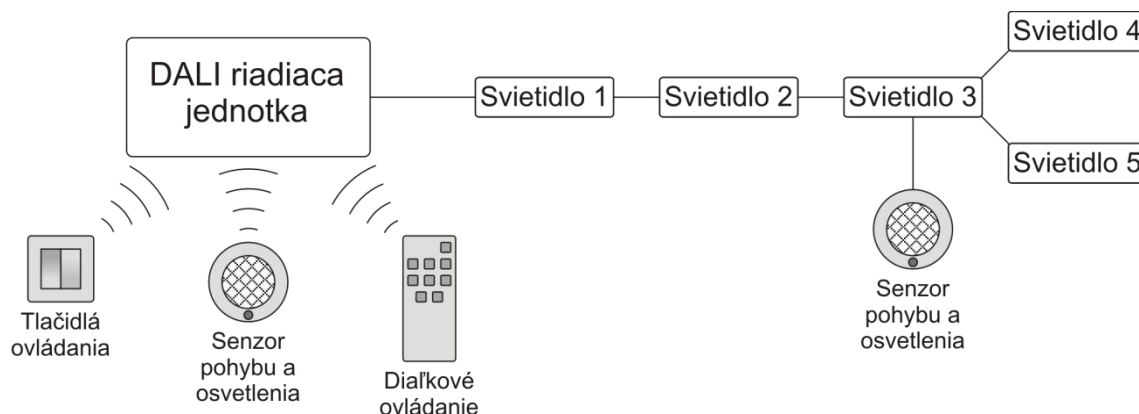 DALI riadiaca
jednotka
Svietidlo 1
Svietidlo 2
Svietidlo 3
Svietidlo 4
Svietidlo 5
Tlačidlá
ovládania
Senzor
pohybu a
osvetlenia
Diaľkové
ovládanie
Senzor
pohybu a
osvetlenia